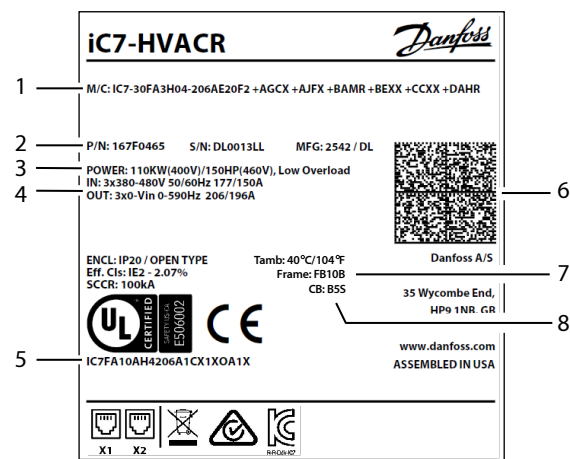 iC7-HVACR
Danfoss
1
M/C: IC7-30FA3H04-206AE20F2 +AGCX +AJFX +BAMR +BEXX +CCXX +DAHR
2
P/N: 167F0465 S/N: DL0013LL MFG: 2542 / DL
3
POWER: 110KW(400V)/150HP(460V), Low Overload
IN: 3x380-480V 50/60Hz 177/150A
4
OUT: 3x0-Vin 0-590Hz 206/196A
6
ENCL: IP20 / OPEN TYPE Tamb: 40°C/104°F Danfoss A/S
Eff. Cls: IE2 - 2.07% Frame: FB10B
7
SCCR: 100kA CB: B5S
35 Wycombe End,
HP9 1NB, GB
8
UL CERTIFIED
SAFETY US-CA
E506002
CE
www.danfoss.com
5
IC7FA10AH4206A1CX1XOA1X ASSEMBLED IN USA
X1 X2